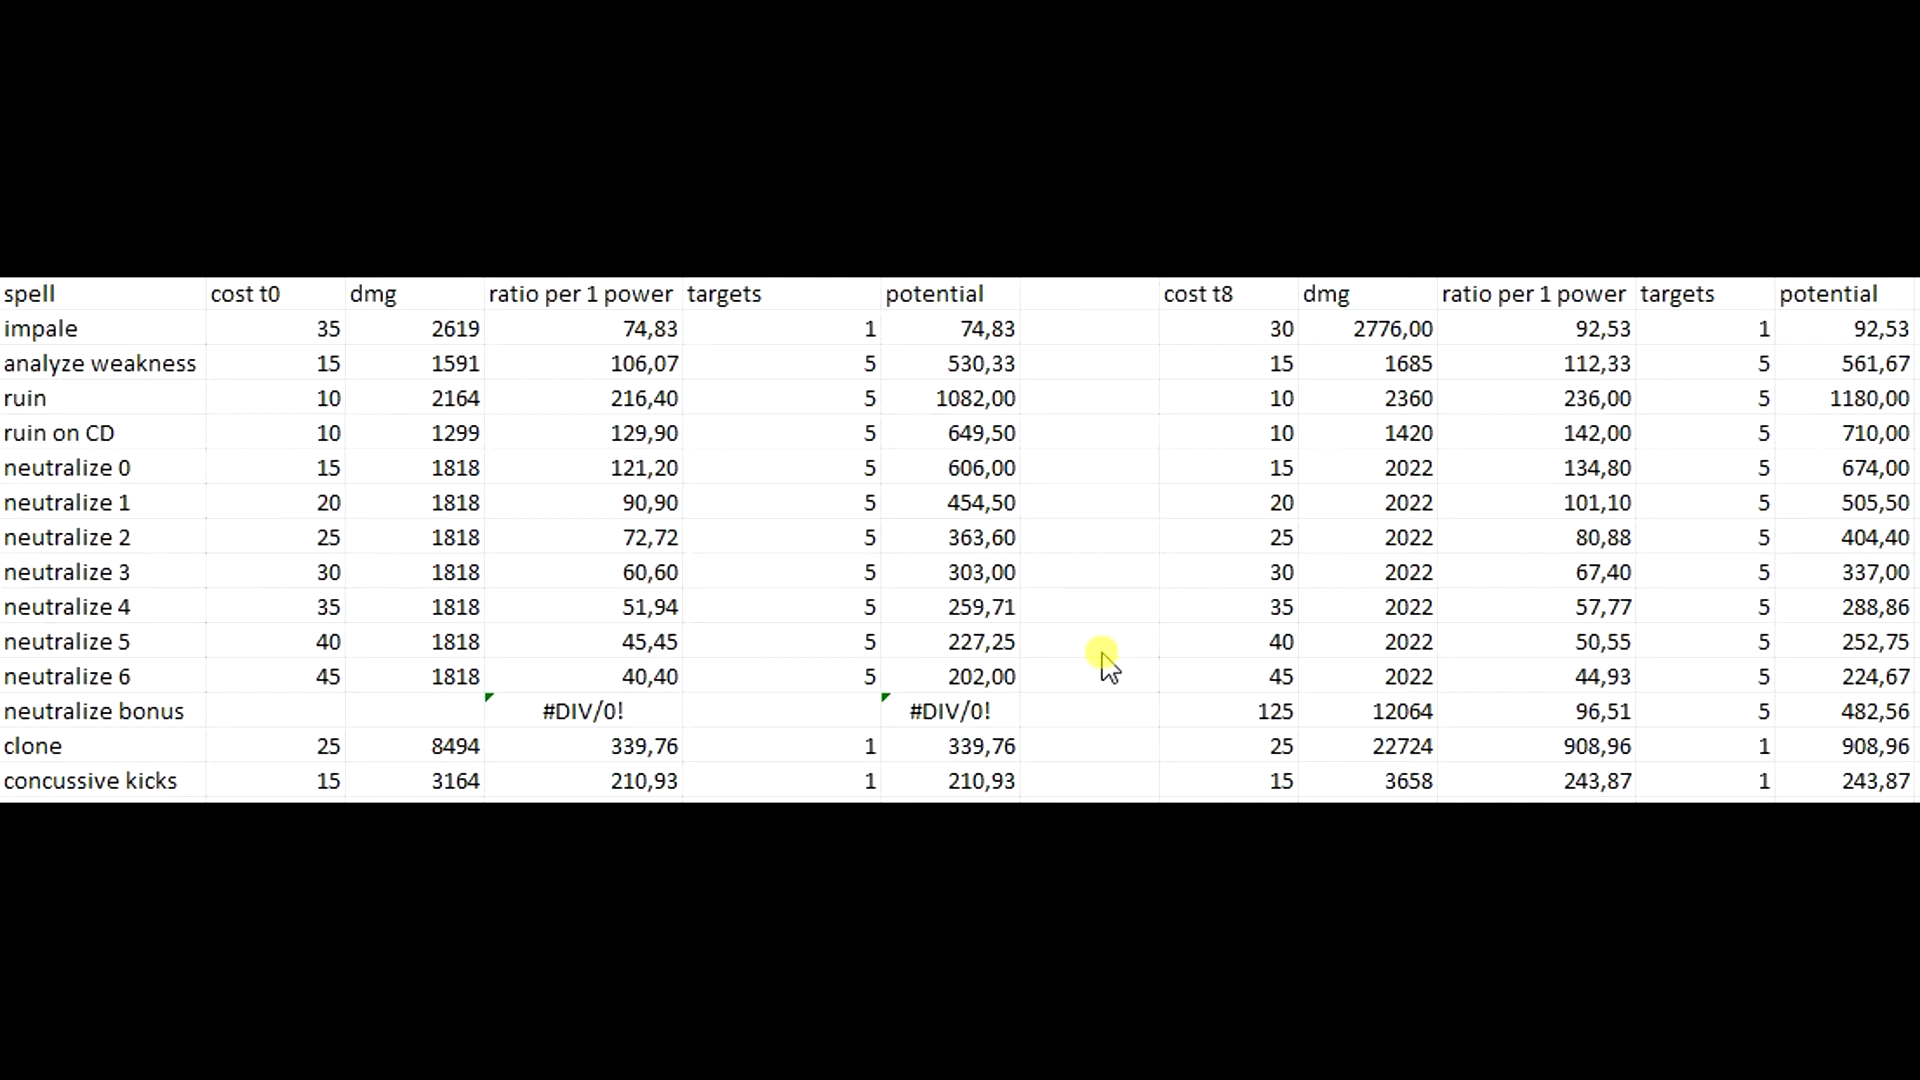 spell cost t0 dmg ratio per 1 power targets potential cost t8 dmg ratio per 1 power targets potential
impale 35 2619 74,83 1 74,83 30 2776,00 92,53 1 92,53
analyze weakness 15 1591 106,07 5 530,33 15 1685 112,33 5 561,67
ruin 10 2164 216,40 5 1082,00 10 2360 236,00 5 1180,00
ruin on CD 10 1299 129,90 5 649,50 10 1420 142,00 5 710,00
neutralize 0 15 1818 121,20 5 606,00 15 2022 134,80 5 674,00
neutralize 1 20 1818 90,90 5 454,50 20 2022 101,10 5 505,50
neutralize 2 25 1818 72,72 5 363,60 25 2022 80,88 5 404,40
neutralize 3 30 1818 60,60 5 303,00 30 2022 67,40 5 337,00
neutralize 4 35 1818 51,94 5 259,71 35 2022 57,77 5 288,86
neutralize 5 40 1818 45,45 5 227,25 40 2022 50,55 5 252,75
neutralize 6 45 1818 40,40 5 202,00 45 2022 44,93 5 224,67
neutralize bonus #DIV/0! #DIV/0! 125 12064 96,51 5 482,56
clone 25 8494 339,76 1 339,76 25 22724 908,96 1 908,96
concussive kicks 15 3164 210,93 1 210,93 15 3658 243,87 1 243,87